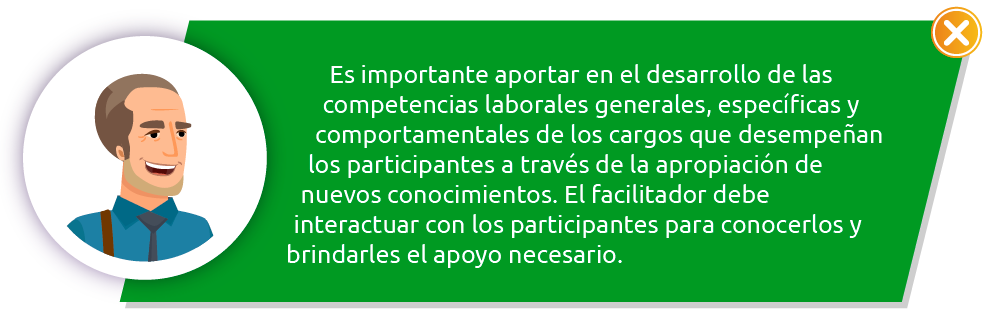 Es importante aportar en el desarrollo de las
competencias laborales generales, específicas y
comportamentales de los cargos que desempeñan
los participantes a través de la apropiación de
nuevos conocimientos. El facilitador debe
interactuar con los participantes para conocerlos y
brindarles el apoyo necesario.